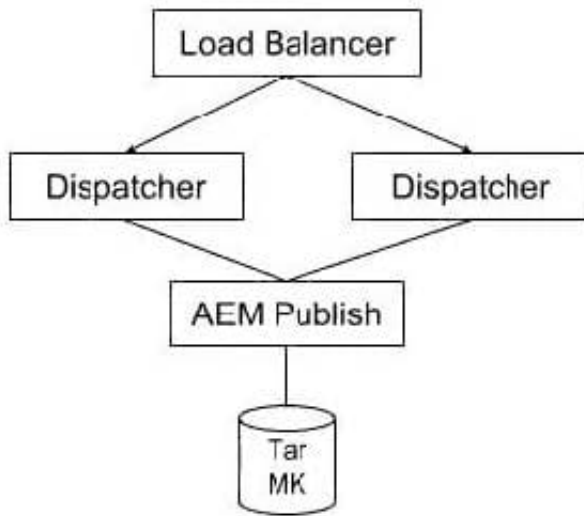 Load Balancer
Dispatcher
Dispatcher
AEM Publish
Tar
MK